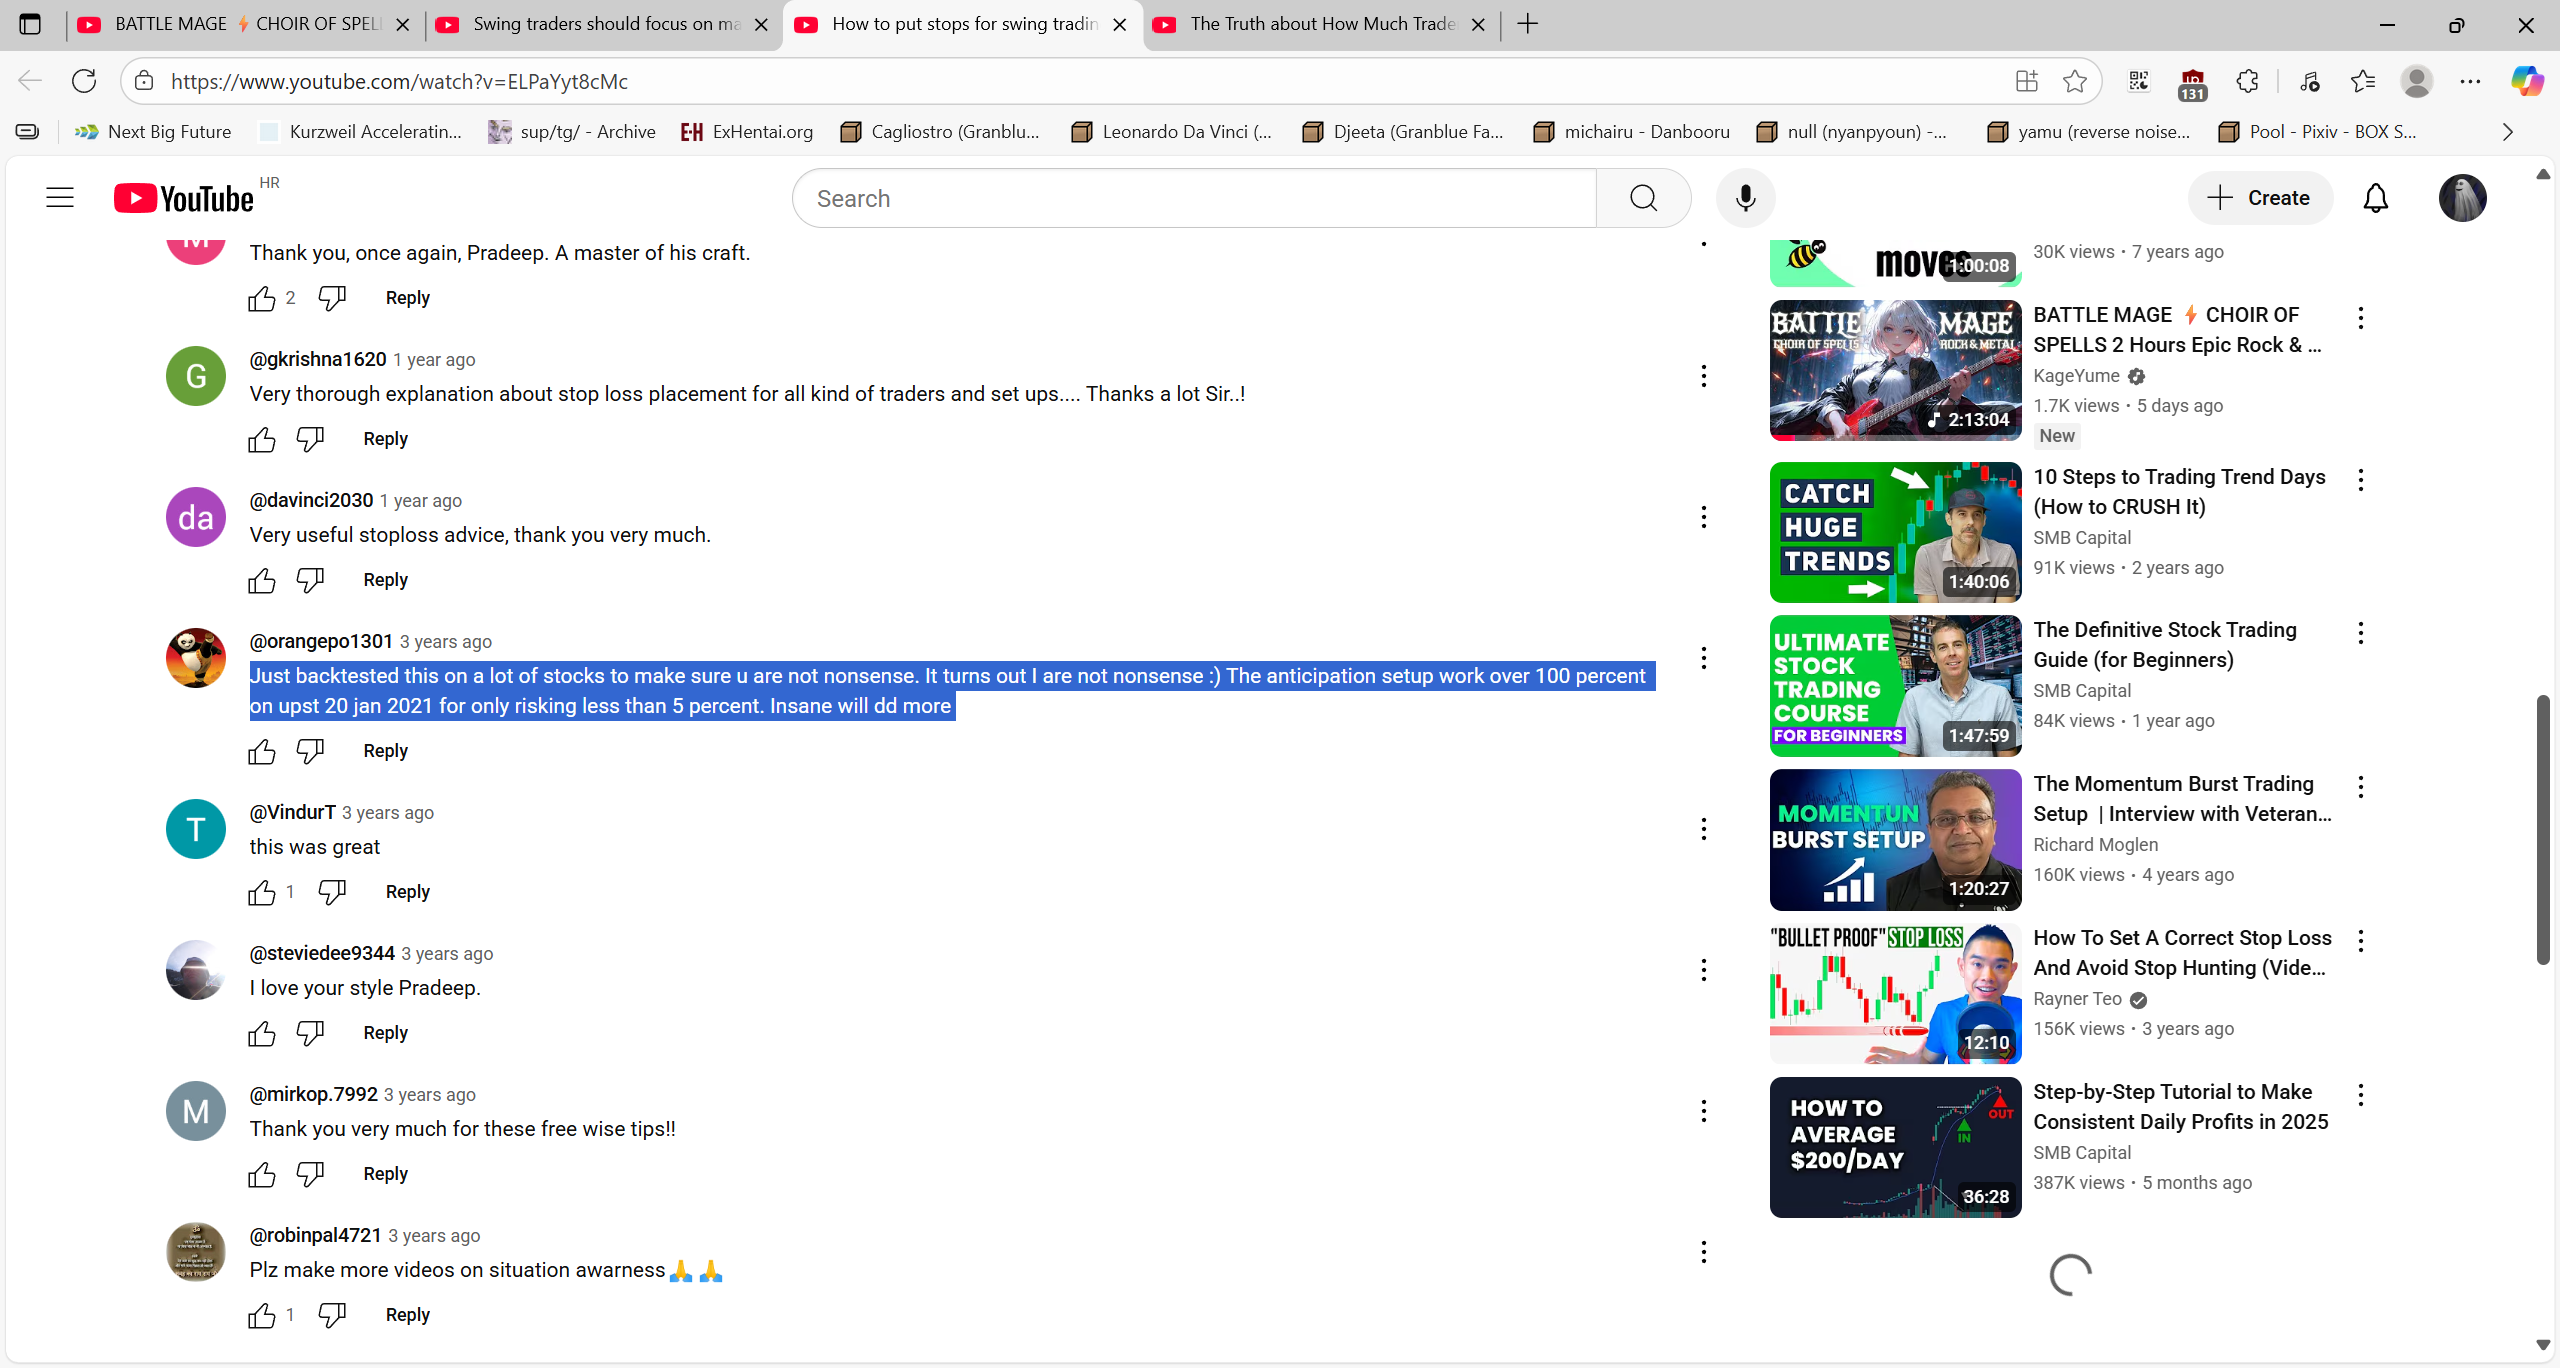 BATTLE MAGE ⚡ CHOIR OF SPELL
Swing traders should focus on ma
How to put stops for swing tradin
The Truth about How Much Trade
https://www.youtube.com/watch?v=ELPaYyt8cMc
131
Next Big Future
Kurzweil Acceleratin...
sup/tg/ - Archive
E-H ExHentai.org
Cagliostro (Granblu...
Leonardo Da Vinci (...
Djeeta (Granblue Fa...
michairu - Danbooru
null (nyanpyoun) -...
yamu (reverse noise...
Pool - Pixiv - BOX S...
YouTube HR
Search
Create
Thank you, once again, Pradeep. A master of his craft.
2 Reply
G
@gkrishna1620 1 year ago
Very thorough explanation about stop loss placement for all kind of traders and set ups.... Thanks a lot Sir..!
Reply
da
@davinci2030 1 year ago
Very useful stoploss advice, thank you very much.
Reply
@orangepo1301 3 years ago
Just backtested this on a lot of stocks to make sure u are not nonsense. It turns out I are not nonsense :) The anticipation setup work over 100 percent
on upst 20 jan 2021 for only risking less than 5 percent. Insane will dd more
Reply
T
@VindurT 3 years ago
this was great
1 Reply
@steviedee9344 3 years ago
I love your style Pradeep.
Reply
M
@mirkop.7992 3 years ago
Thank you very much for these free wise tips!!
Reply
@robinpal4721 3 years ago
Plz make more videos on situation awarness🙏🙏
1 Reply
moves
1:00:08
30K views • 7 years ago
BATTLE MAGE
CHOIR OF SPELLS ROCK & METAL
2:13:04
BATTLE MAGE ⚡ CHOIR OF
SPELLS 2 Hours Epic Rock & ...
KageYume
1.7K views • 5 days ago
New
CATCH
HUGE
TRENDS
1:40:06
10 Steps to Trading Trend Days
(How to CRUSH It)
SMB Capital
91K views • 2 years ago
ULTIMATE
STOCK
TRADING
COURSE
FOR BEGINNERS
1:47:59
The Definitive Stock Trading
Guide (for Beginners)
SMB Capital
84K views • 1 year ago
MOMENTUN
BURST SETUP
1:20:27
The Momentum Burst Trading
Setup | Interview with Veteran...
Richard Moglen
160K views • 4 years ago
"BULLET PROOF" STOP LOSS
12:10
How To Set A Correct Stop Loss
And Avoid Stop Hunting (Vide...
Rayner Teo
156K views • 3 years ago
HOW TO
AVERAGE
$200/DAY
IN
OUT
36:28
Step-by-Step Tutorial to Make
Consistent Daily Profits in 2025
SMB Capital
387K views • 5 months ago